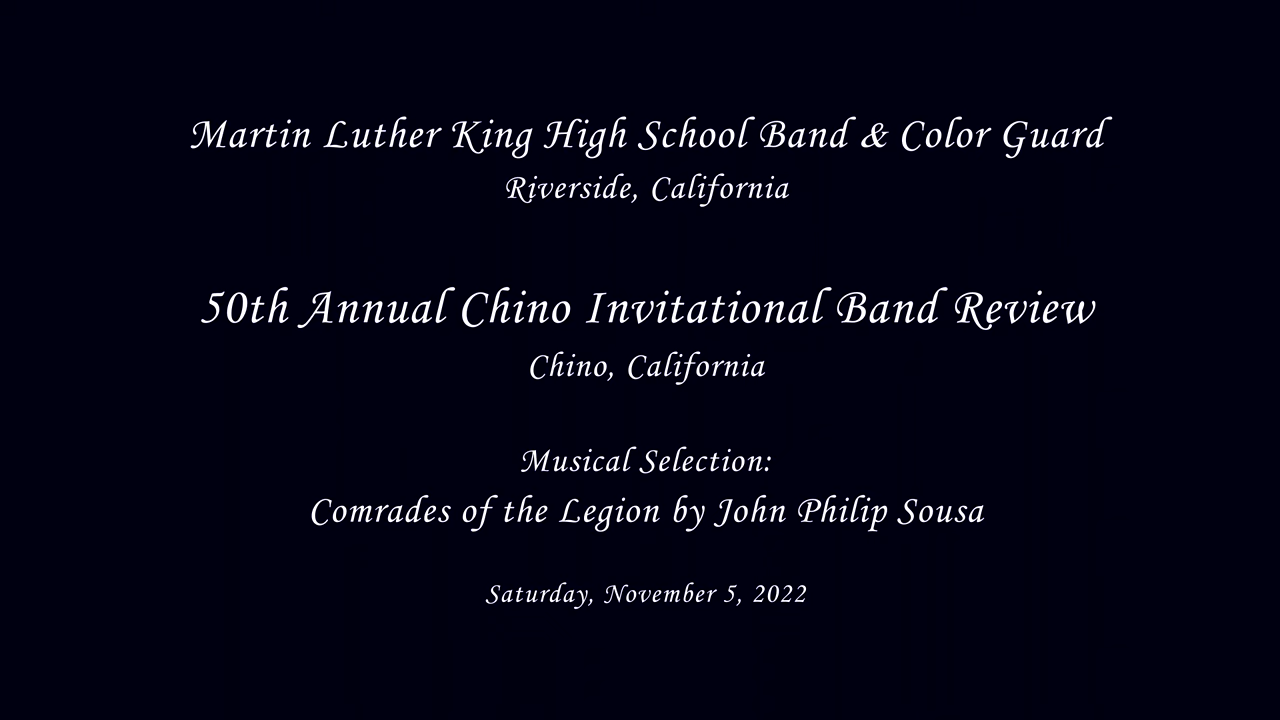 Martin Luther King High School Band & Color Guard
Riverside, California
50th Annual Chino Invitational Band Review
Chino, California
Musical Selection:
Comrades of the Legion by John Philip Sousa
Saturday, November 5, 2022